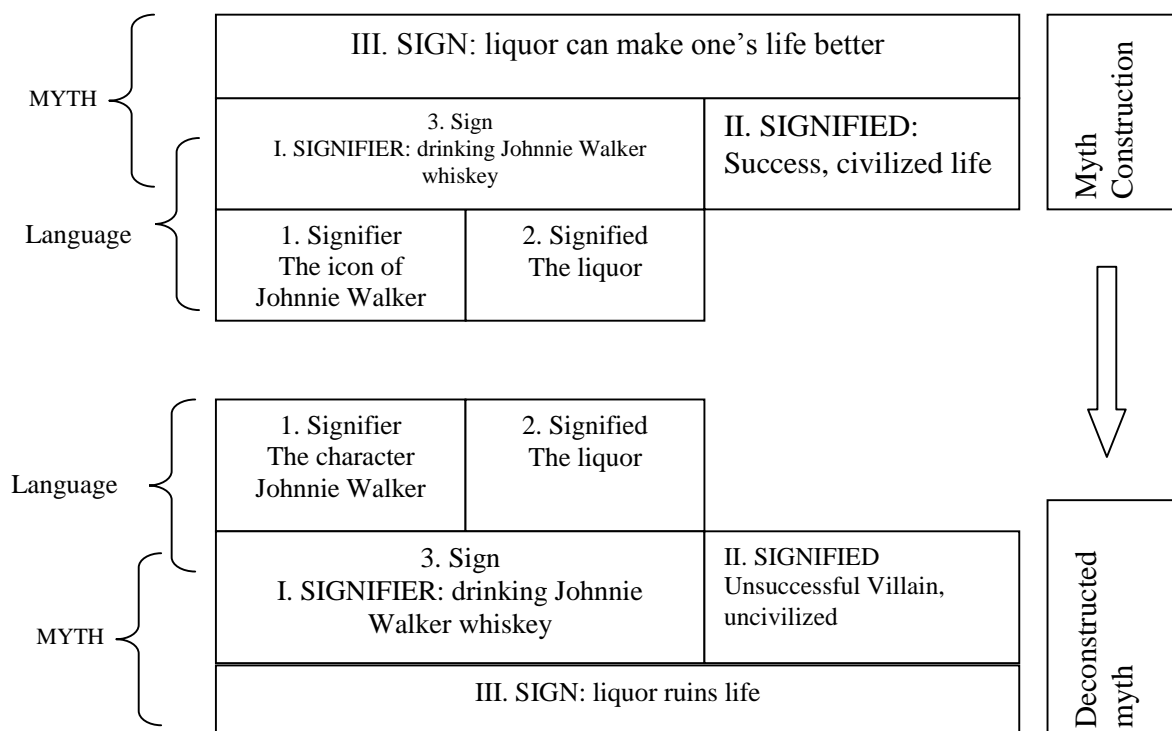 III. SIGN: liquor can make one’s life better
MYTH
3. Sign
I. SIGNIFIER: drinking Johnnie Walker
whiskey
II. SIGNIFIED:
Success, civilized life
Myth
Construction
Language
1. Signifier
The icon of
Johnnie Walker
2. Signified
The liquor
1. Signifier
The character
Johnnie Walker
2. Signified
The liquor
Language
3. Sign
I. SIGNIFIER: drinking Johnnie
Walker whiskey
II. SIGNIFIED
Unsuccessful Villain,
uncivilized
MYTH
III. SIGN: liquor ruins life
Deconstructed
myth